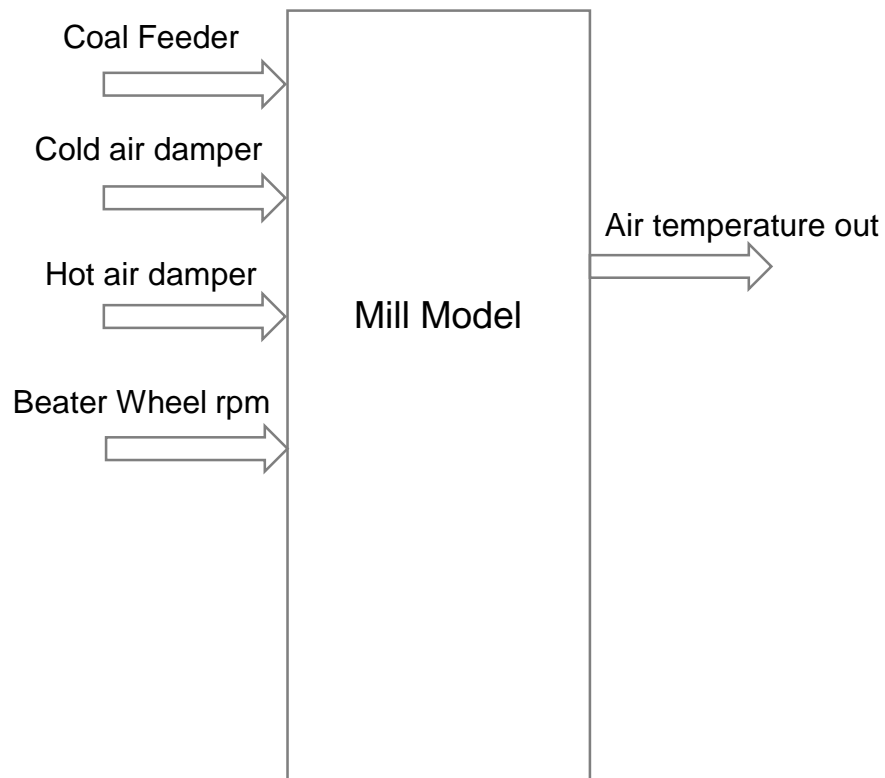 Coal Feeder
Cold air damper
Air temperature out
Hot air damper
Mill Model
Beater Wheel rpm